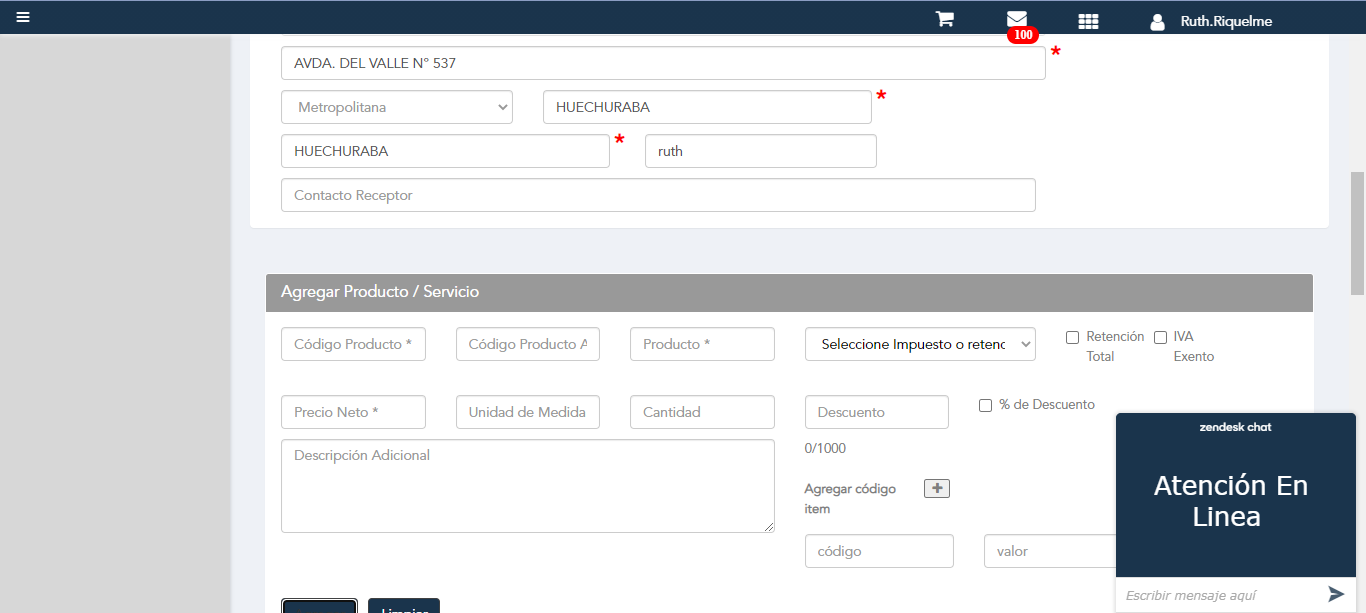 Ruth.Riquelme
100
AVDA. DEL VALLE N° 537
*
Metropolitana
HUECHURABA
*
HUECHURABA
*
ruth
Contacto Receptor
Agregar Producto / Servicio
Código Producto *
Código Producto A
Producto *
Seleccione Impuesto o retenc
Retención
Total
IVA
Exento
Precio Neto *
Unidad de Medida
Cantidad
Descuento
% de Descuento
Descripción Adicional
0/1000
Agregar código
item
código
valor
Limpiar
zendesk chat
Atención En
Linea
Escribir mensaje aquí